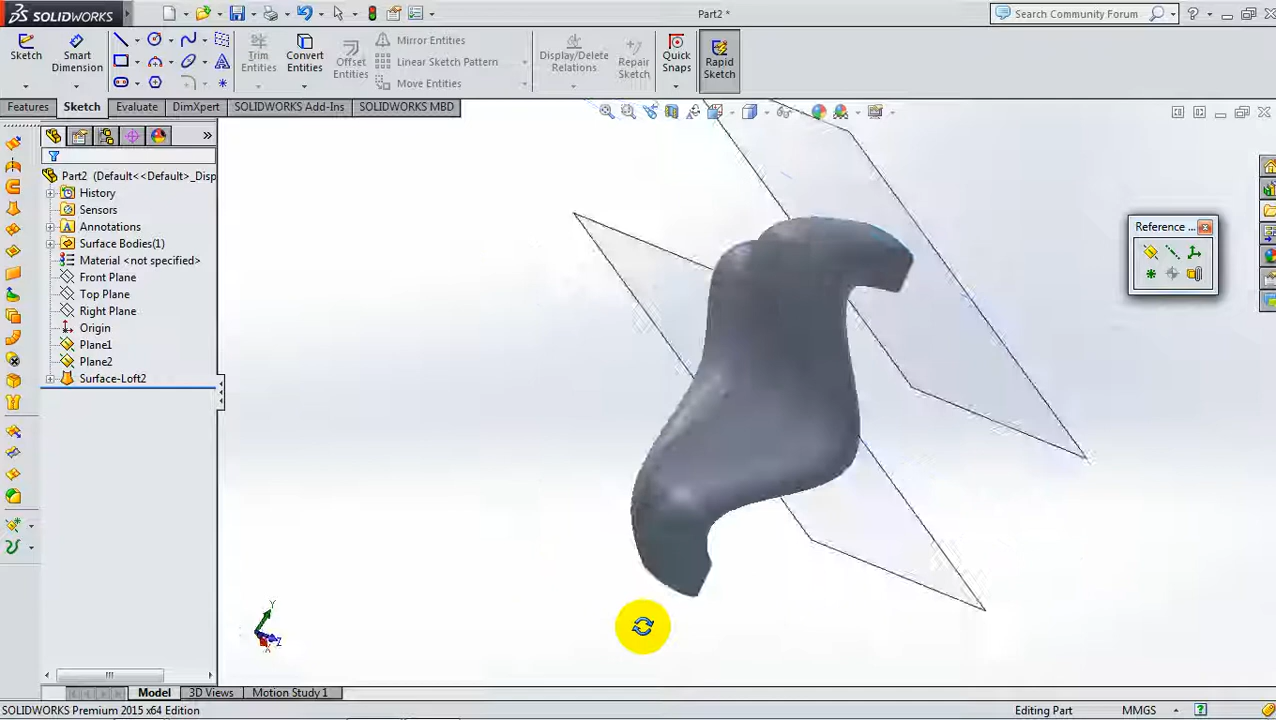 SOLIDWORKS
Part2 *
Search Community Forum
Sketch
Smart Dimension
Trim Entities
Convert Entities
Offset Entities
Mirror Entities
Linear Sketch Pattern
Move Entities
Display/Delete Relations
Repair Sketch
Quick Snaps
Rapid Sketch
Features
Sketch
Evaluate
DimXpert
SOLIDWORKS Add-Ins
SOLIDWORKS MBD
Part2 (Default<<Default>_Disp
History
Sensors
Annotations
Surface Bodies(1)
Material <not specified>
Front Plane
Top Plane
Right Plane
Origin
Plane1
Plane2
Surface-Loft2
Reference ...
Y
Z
X
Model
3D Views
Motion Study 1
SOLIDWORKS Premium 2015 x64 Edition
Editing Part
MMGS